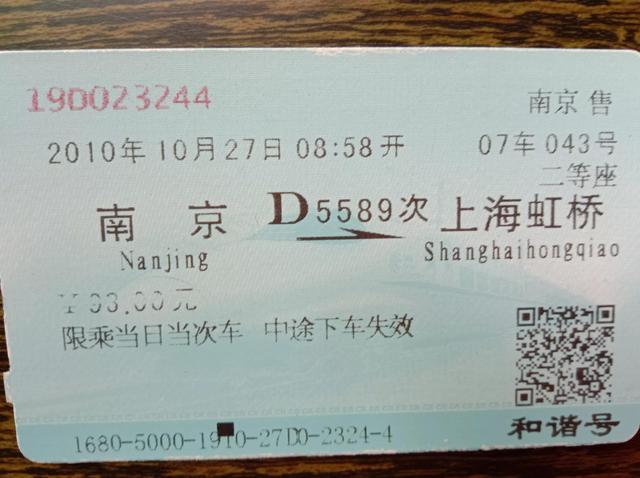 19D023244
南京 售
2010年10月27日08:58开 07车043号
二等座
南京 D5589次 上海虹桥
Nanjing Shanghaihongqiao
限乘当日当次车 中途下车失效
和谐号